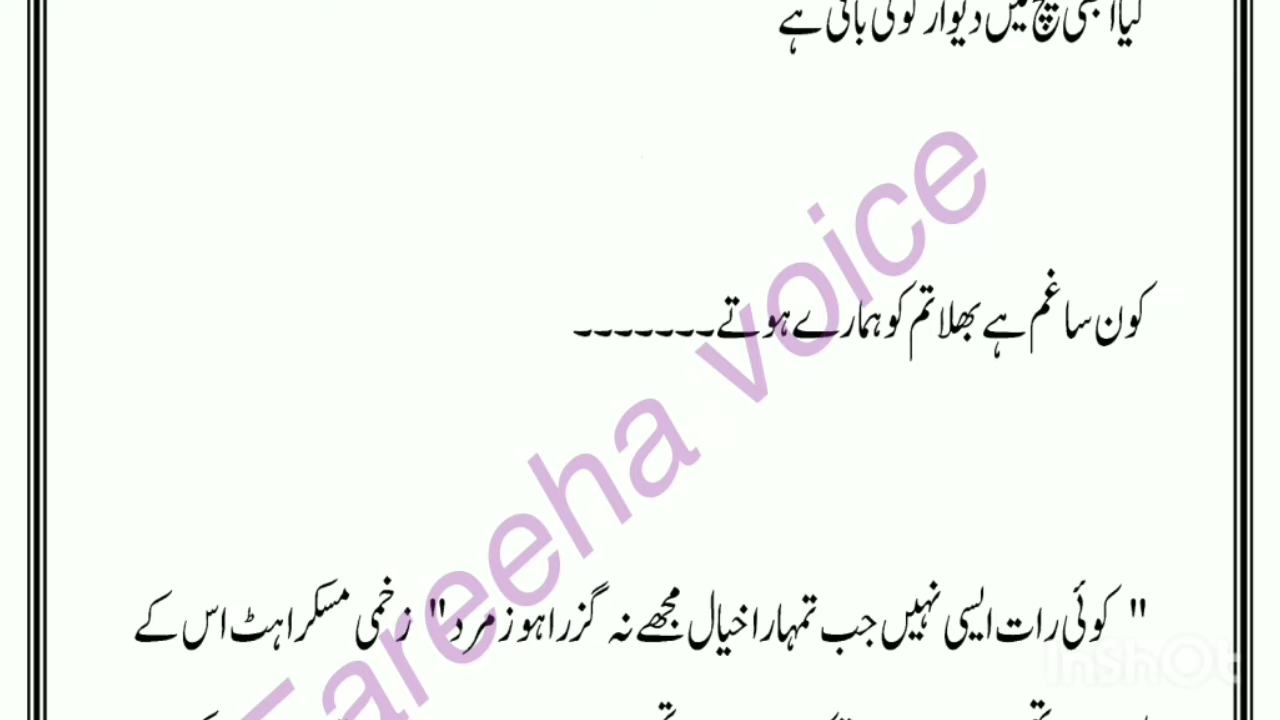 کیا ابھی بیچ میں دیوار کوئی باقی ہے
کون سا غم ہے بھلا تم کو ہمارے ہوتے-------
" کوئی رات ایسی نہیں جب تمہارا خیال مجھے نہ گزرا ہو زمرد" زخمی مسکراہٹ اس کے
Fareeha voice
InShOt